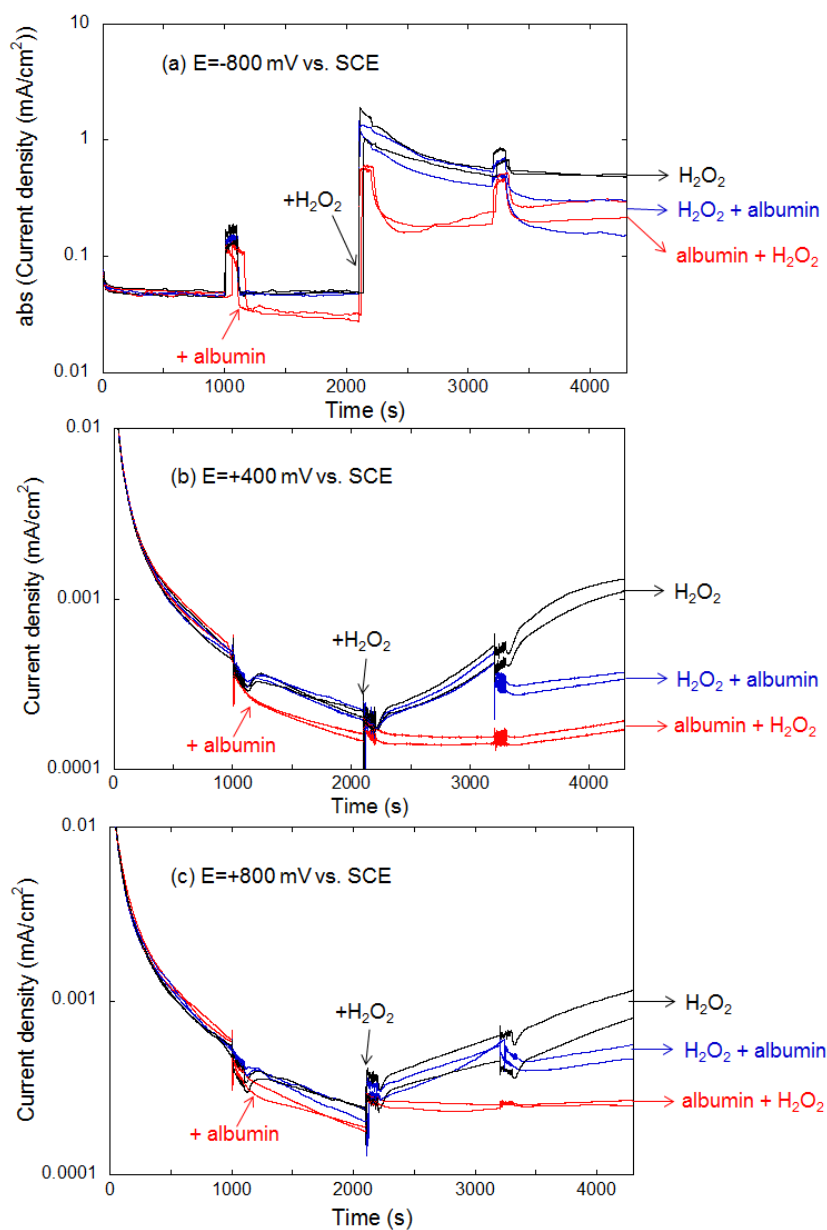 (a) E=-800 mV vs. SCE
abs (Current density (mA/cm²))
10
1
0.1
0.01
+H₂O₂
+ albumin
H₂O₂
H₂O₂ + albumin
albumin + H₂O₂
0
1000
2000
3000
4000
Time (s)
(b) E=+400 mV vs. SCE
Current density (mA/cm²)
0.01
0.001
0.0001
+H₂O₂
+ albumin
H₂O₂
H₂O₂ + albumin
albumin + H₂O₂
0
1000
2000
3000
4000
Time (s)
(c) E=+800 mV vs. SCE
Current density (mA/cm²)
0.01
0.001
0.0001
+H₂O₂
+ albumin
H₂O₂
H₂O₂ + albumin
albumin + H₂O₂
0
1000
2000
3000
4000
Time (s)